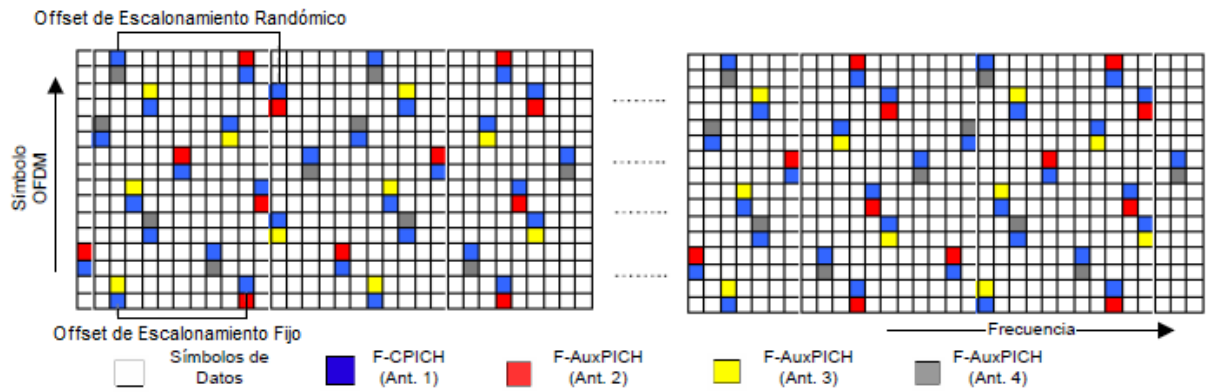 Offset de Escalonamiento Randómico
Símbolo
OFDM
Offset de Escalonamiento Fijo
Frecuencia
Símbolos de
Datos
F-CPICH
(Ant. 1)
F-AuxPICH
(Ant. 2)
F-AuxPICH
(Ant. 3)
F-AuxPICH
(Ant. 4)